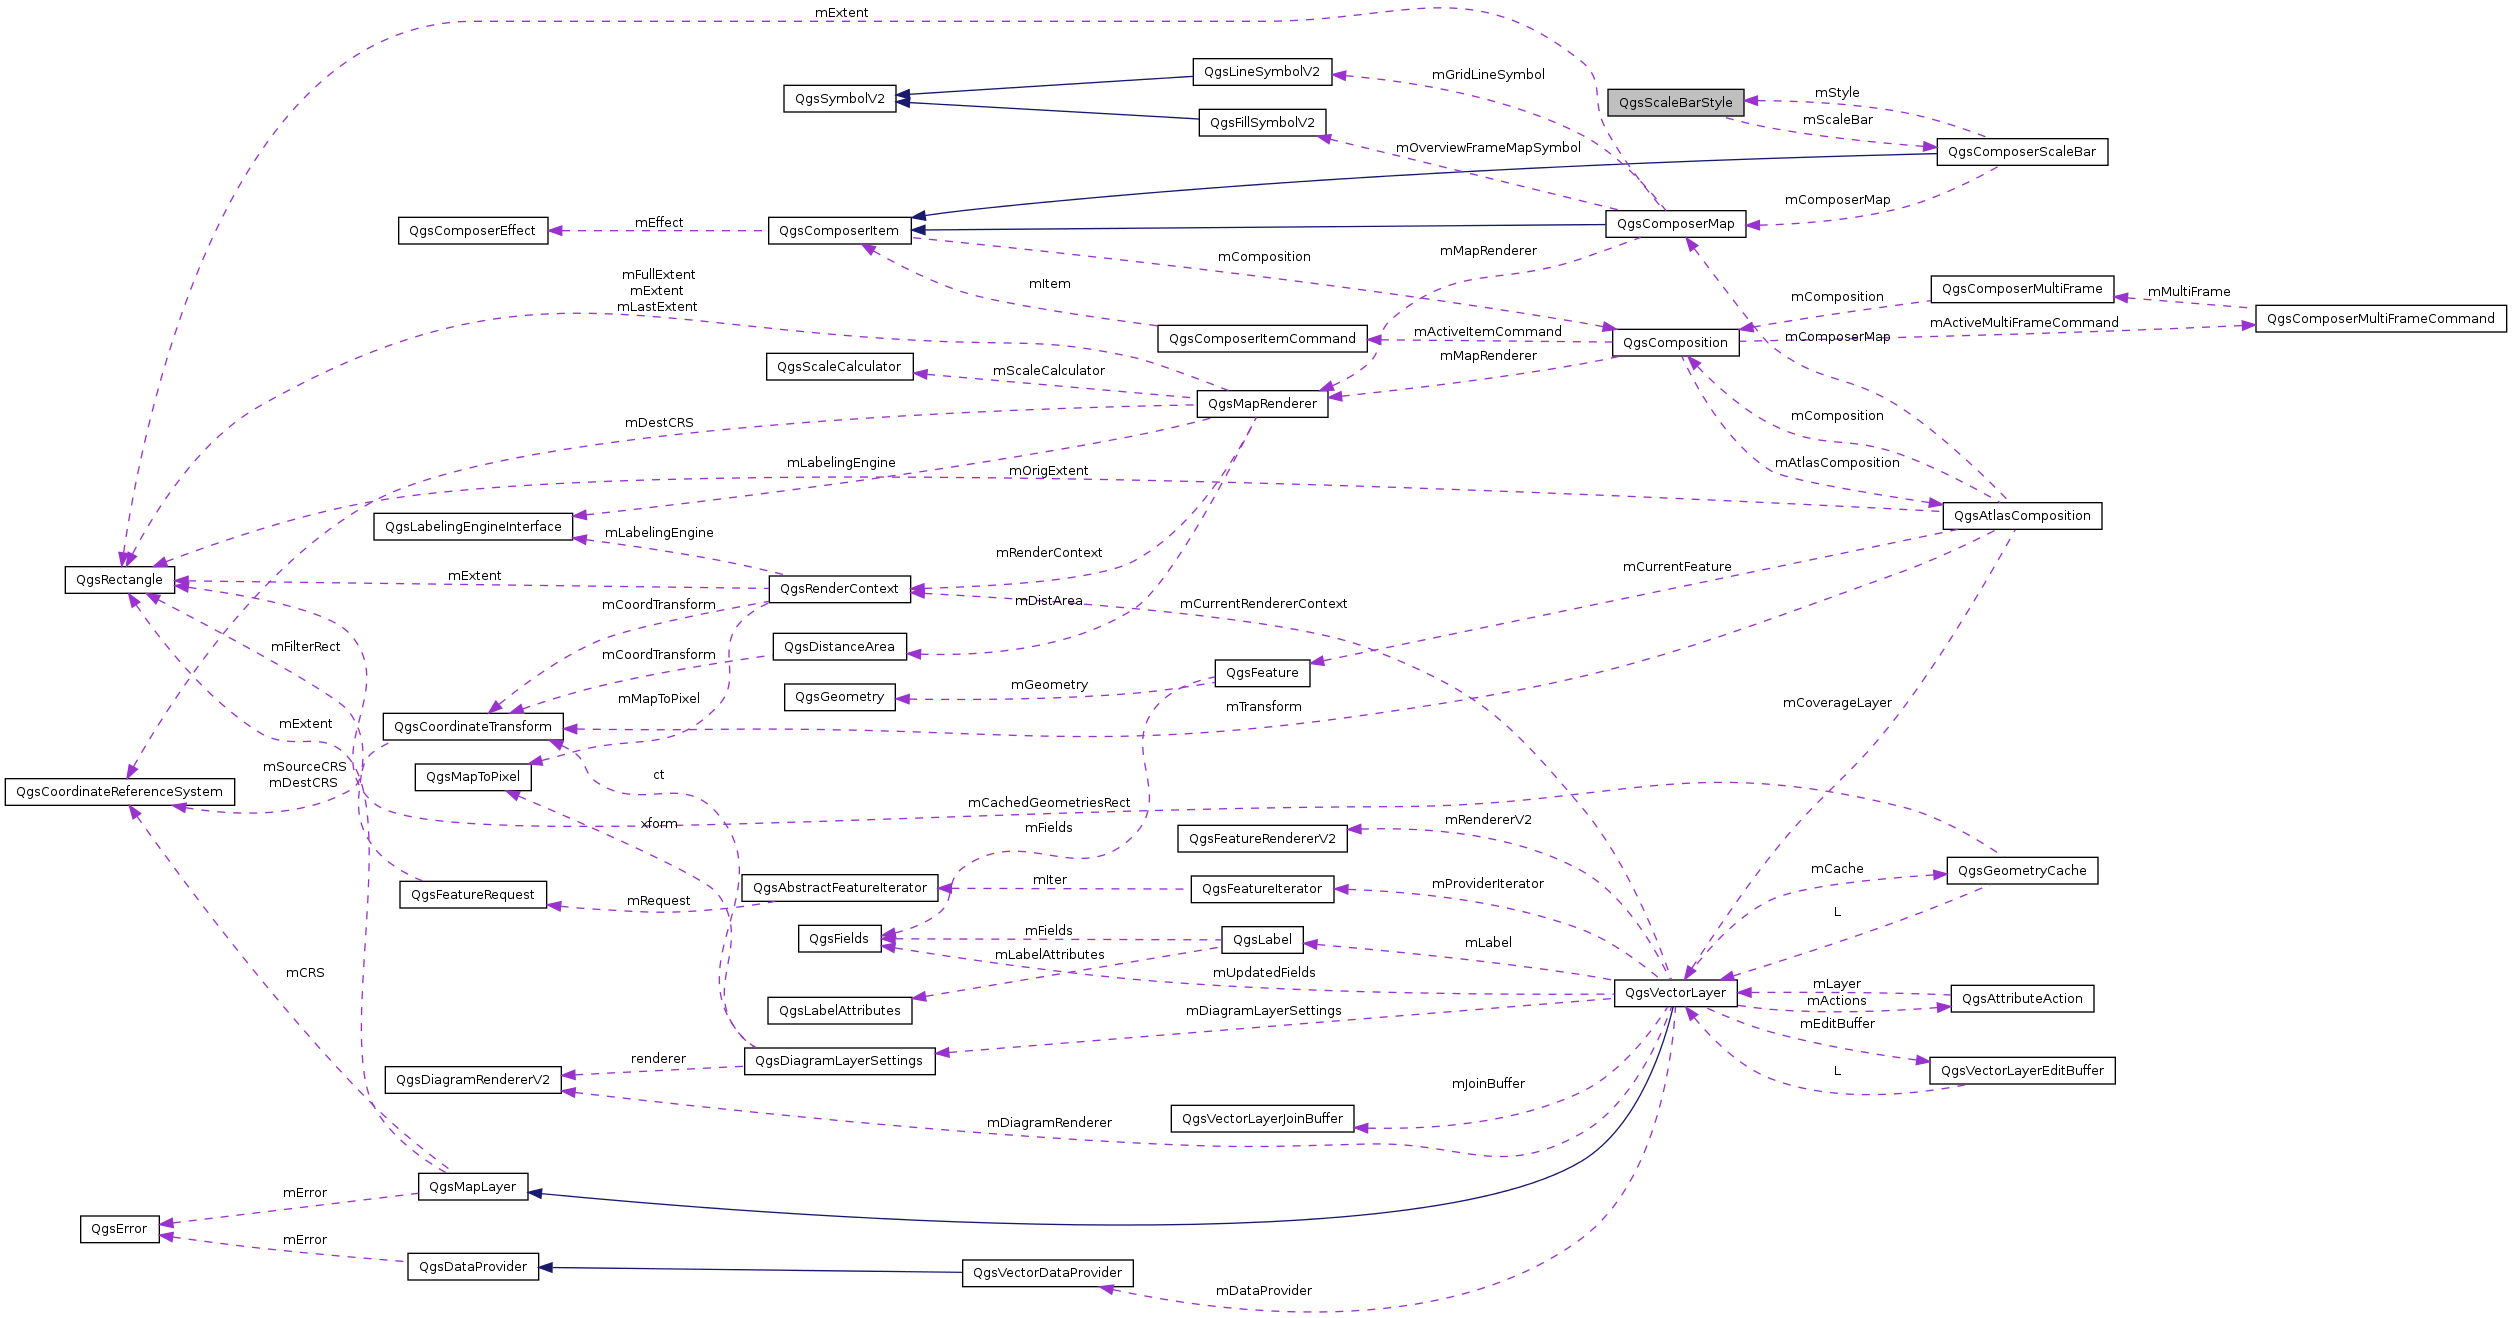 mExtent
QgsLineSymbolV2
mGridLineSymbol
mStyle
QgsSymbolV2
QgsScaleBarStyle
QgsFillSymbolV2
mScaleBar
mOverviewFrameMapSymbol
QgsComposerScaleBar
mComposerMap
mEffect
QgsComposerMap
QgsComposerEffect
QgsComposerItem
mMapRenderer
mComposition
mFullExtent
mExtent
mLastExtent
mItem
QgsComposerMultiFrame
mMultiFrame
mComposition
QgsComposerMultiFrameCommand
mActiveMultiFrameCommand
mActiveItemCommand
QgsComposerItemCommand
QgsComposition
mComposerMap
mMapRenderer
QgsScaleCalculator
mScaleCalculator
QgsMapRenderer
mComposition
mDestCRS
mLabelingEngine
mOrigExtent
mAtlasComposition
QgsAtlasComposition
QgsLabelingEngineInterface
mLabelingEngine
mRenderContext
mCurrentFeature
QgsRectangle
mExtent
QgsRenderContext
mCoordTransform
mDistArea
mCurrentRendererContext
mFilterRect
QgsDistanceArea
mCoordTransform
QgsFeature
mGeometry
QgsGeometry
mMapToPixel
mCoverageLayer
mTransform
mExtent
QgsCoordinateTransform
mSourceCRS
mDestCRS
QgsMapToPixel
ct
QgsCoordinateReferenceSystem
mCachedGeometriesRect
xform
mFields
mRendererV2
QgsFeatureRendererV2
mCache
QgsGeometryCache
mIter
mProviderIterator
QgsAbstractFeatureIterator
QgsFeatureIterator
QgsFeatureRequest
mRequest
L
mFields
QgsFields
QgsLabel
mLabel
mLabelAttributes
mCRS
mUpdatedFields
mLayer
QgsVectorLayer
QgsAttributeAction
mActions
QgsLabelAttributes
mDiagramLayerSettings
mEditBuffer
renderer
QgsDiagramLayerSettings
L
QgsVectorLayerEditBuffer
QgsDiagramRendererV2
mJoinBuffer
QgsVectorLayerJoinBuffer
mDiagramRenderer
mError
QgsMapLayer
QgsError
mError
QgsDataProvider
QgsVectorDataProvider
mDataProvider